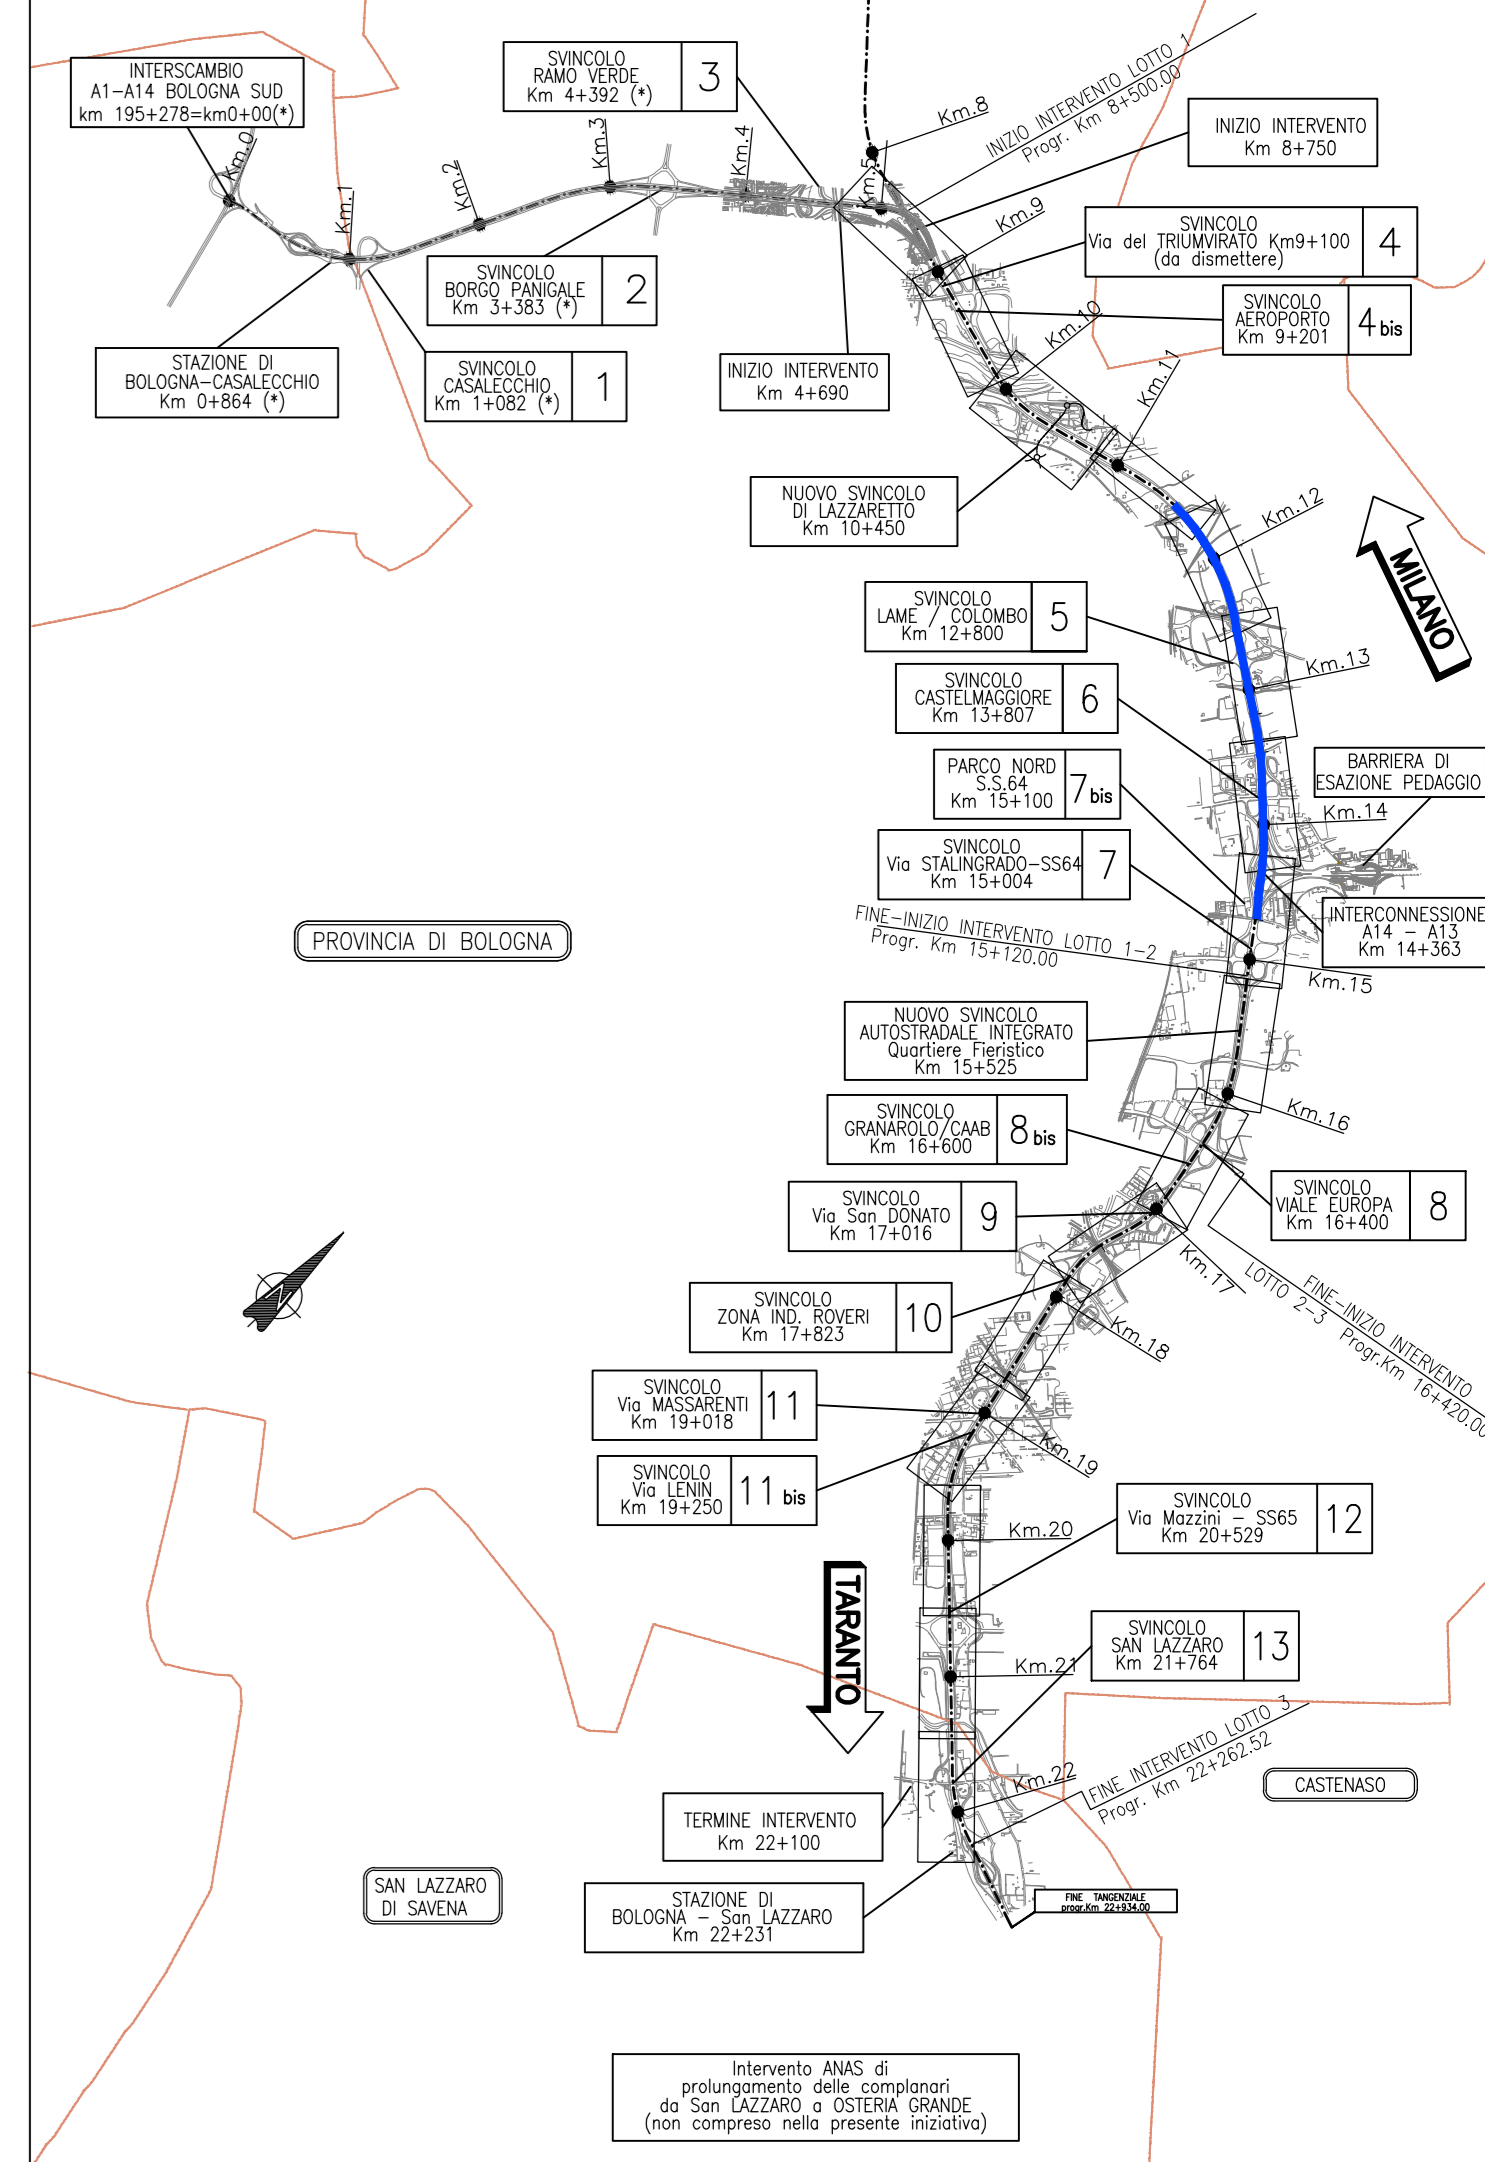 INTERSCAMBIO
A1-A14 BOLOGNA SUD
km 195+278=km0+00(*)
SVINCOLO
RAMO VERDE
Km 4+392 (*)
3
Km.0
Km.1
Km.2
Km.3
Km.4
Km.5
Km.8
INIZIO INTERVENTO LOTTO 1
Progr. Km 8+500.00
INIZIO INTERVENTO
Km 8+750
Km.9
SVINCOLO
Via del TRIUMVIRATO Km9+100
(da dismettere)
4
SVINCOLO
BORGO PANIGALE
Km 3+383 (*)
2
SVINCOLO
AEROPORTO
Km 9+201
4 bis
Km.10
STAZIONE DI
BOLOGNA-CASALECCHIO
Km 0+864 (*)
SVINCOLO
CASALECCHIO
Km 1+082 (*)
1
INIZIO INTERVENTO
Km 4+690
Km.11
NUOVO SVINCOLO
DI LAZZARETTO
Km 10+450
Km.12
MILANO
SVINCOLO
LAME / COLOMBO
Km 12+800
5
Km.13
SVINCOLO
CASTELMAGGIORE
Km 13+807
6
PARCO NORD
S.S.64
Km 15+100
7 bis
BARRIERA DI
ESAZIONE PEDAGGIO
Km.14
SVINCOLO
Via STALINGRADO-SS64
Km 15+004
7
INTERCONNESSIONE
A14 - A13
Km 14+363
FINE-INIZIO INTERVENTO LOTTO 1-2
Progr. Km 15+120.00
PROVINCIA DI BOLOGNA
Km.15
NUOVO SVINCOLO
AUTOSTRADALE INTEGRATO
Quartiere Fieristico
Km 15+525
Km.16
SVINCOLO
GRANAROLO/CAAB
Km 16+600
8 bis
SVINCOLO
VIALE EUROPA
Km 16+400
8
SVINCOLO
Via San DONATO
Km 17+016
9
Km.17
FINE-INIZIO INTERVENTO
LOTTO 2-3 Progr.Km 16+420.00
N
SVINCOLO
ZONA IND. ROVERI
Km 17+823
10
Km.18
SVINCOLO
Via MASSARENTI
Km 19+018
11
Km.19
SVINCOLO
Via LENIN
Km 19+250
11 bis
SVINCOLO
Via Mazzini - SS65
Km 20+529
12
Km.20
TARANTO
SVINCOLO
SAN LAZZARO
Km 21+764
13
Km.21
FINE INTERVENTO LOTTO 3
Progr. Km 22+262.52
Km.22
CASTENASO
TERMINE INTERVENTO
Km 22+100
SAN LAZZARO
DI SAVENA
STAZIONE DI
BOLOGNA - San LAZZARO
Km 22+231
FINE TANGENZIALE
progr.Km 22+934.00
Intervento ANAS di
prolungamento delle complanari
da San LAZZARO a OSTERIA GRANDE
(non compreso nella presente iniziativa)